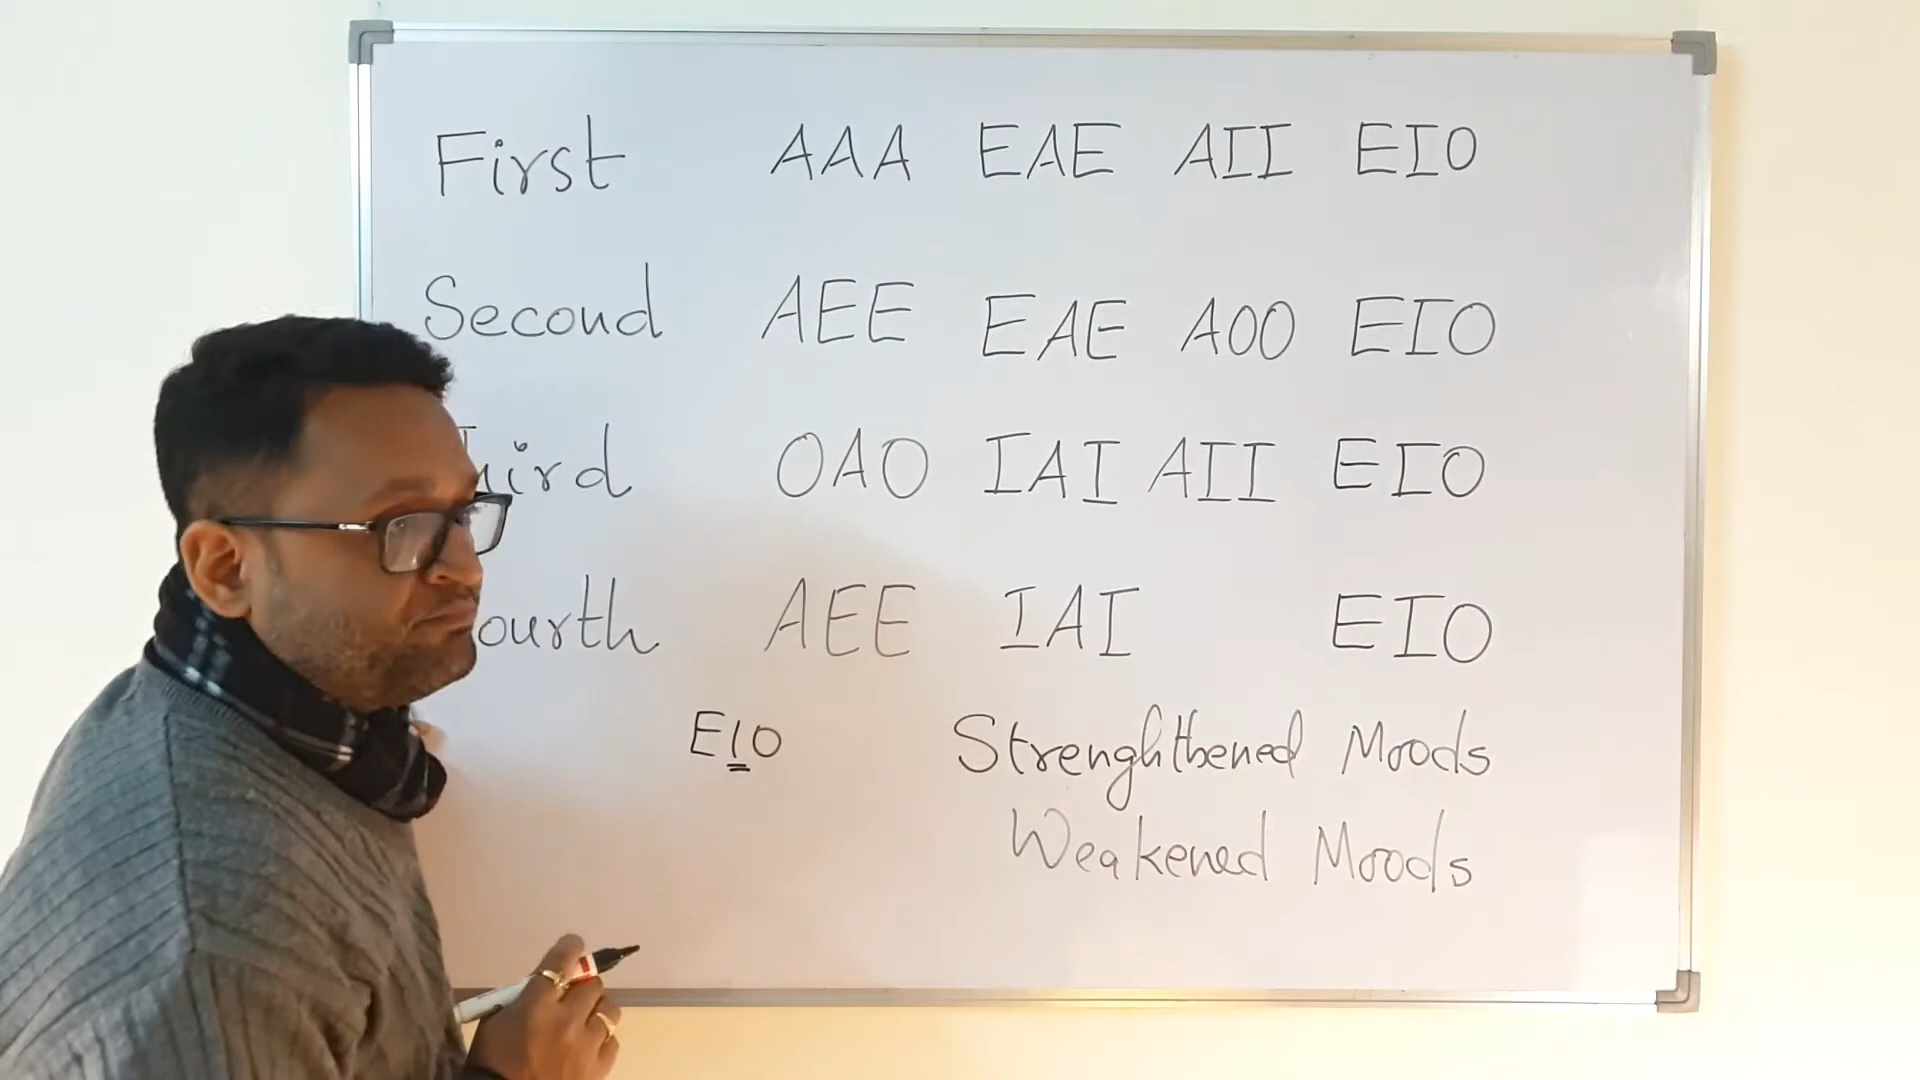 First AAA EAE AII EIO
Second AEE EAE AOO EIO
Third OAO IAI AII EIO
Fourth AEE IAI EIO
EIO Strenghthened Moods
Weakened Moods